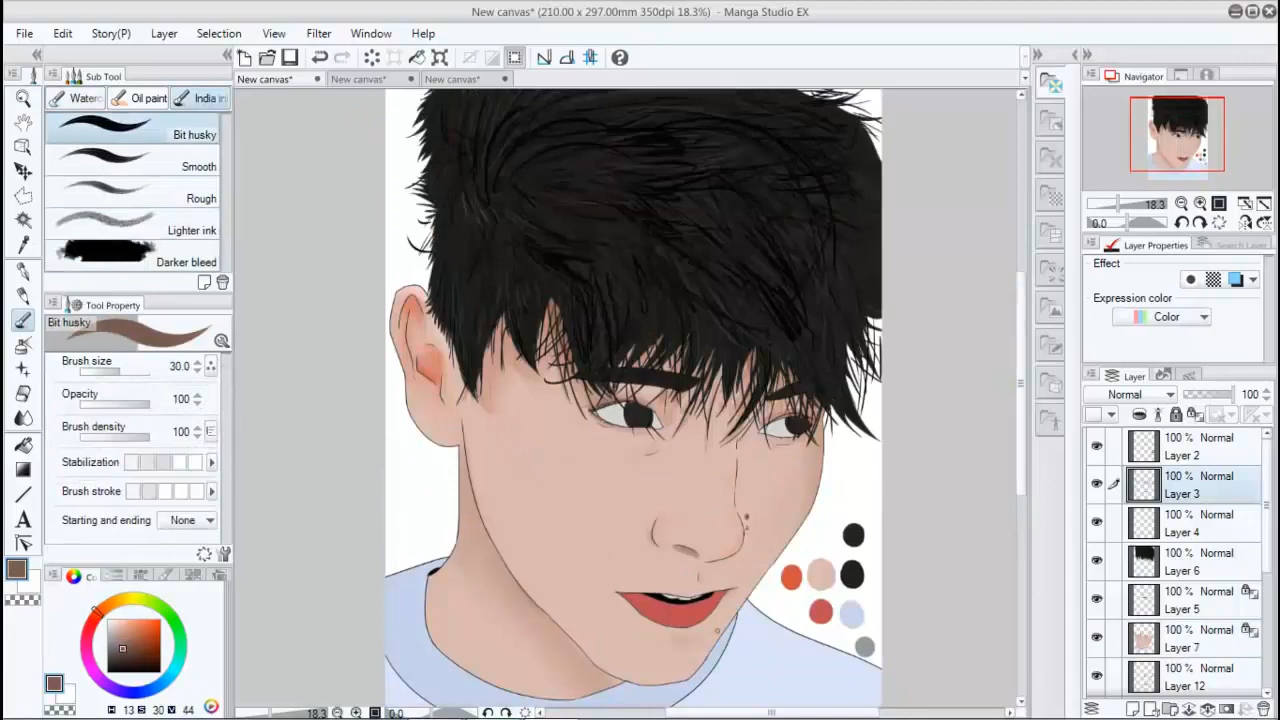 New canvas* (210.00 x 297.00mm 350dpi 18.3%) - Manga Studio EX
File Edit Story(P) Layer Selection View Filter Window Help
Sub Tool
New canvas* New canvas* New canvas*
Navigator
Waterc Oil paint India in
Bit husky
Smooth
Rough
Lighter ink
Darker bleed
18.3
0.0
Layer Properties Search Layer
Effect
Expression color
Color
Tool Property
Bit husky
Brush size 30.0
Opacity 100
Brush density 100
Stabilization
Brush stroke
Starting and ending None
Layer
Normal 100
100 % Normal
Layer 2
100 % Normal
Layer 3
100 % Normal
Layer 4
100 % Normal
Layer 6
100 % Normal
Layer 5
100 % Normal
Layer 7
100 % Normal
Layer 12
Co
H 13 S 30 V 44
18.3 0.0